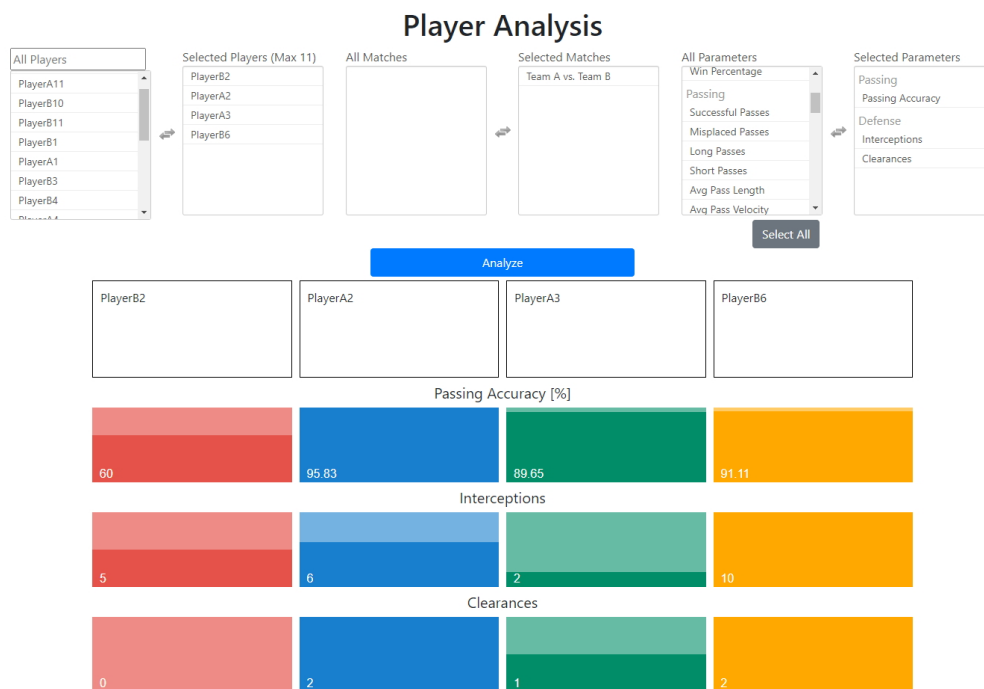 Player Analysis
All Players
Selected Players (Max 11)
All Matches
Selected Matches
All Parameters
Selected Parameters
PlayerA11
PlayerB10
PlayerB11
PlayerB1
PlayerA1
PlayerB3
PlayerB4
PlayerA4
PlayerB2
PlayerA2
PlayerA3
PlayerB6
Team A vs. Team B
Win Percentage
Passing
Successful Passes
Misplaced Passes
Long Passes
Short Passes
Avg Pass Length
Avg Pass Velocity
Passing
Passing Accuracy
Defense
Interceptions
Clearances
Select All
Analyze
PlayerB2
PlayerA2
PlayerA3
PlayerB6
Passing Accuracy [%]
60
95.83
89.65
91.11
Interceptions
5
6
2
10
Clearances
0
2
1
2